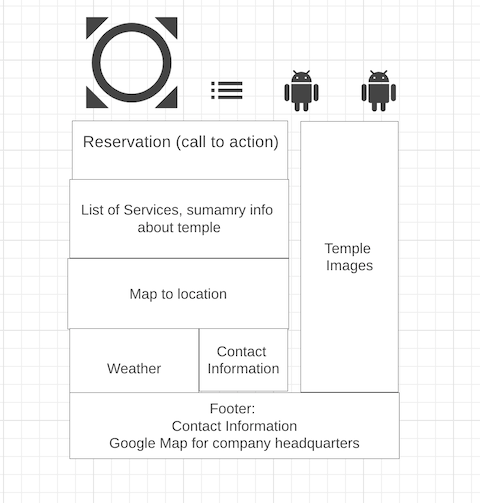 Reservation (call to action)
List of Services, sumamry info
about temple
Temple
Images
Map to location
Weather
Contact
Information
Footer:
Contact Information
Google Map for company headquarters